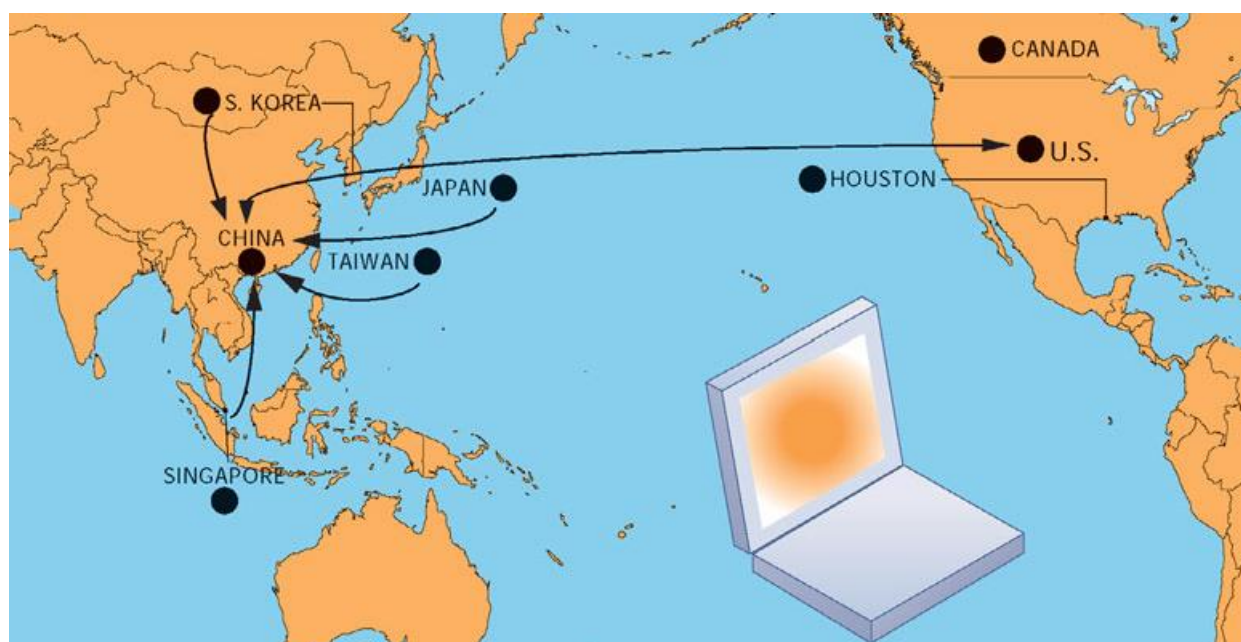 CANADA
S. KOREA
U.S.
HOUSTON
JAPAN
CHINA
TAIWAN
SINGAPORE